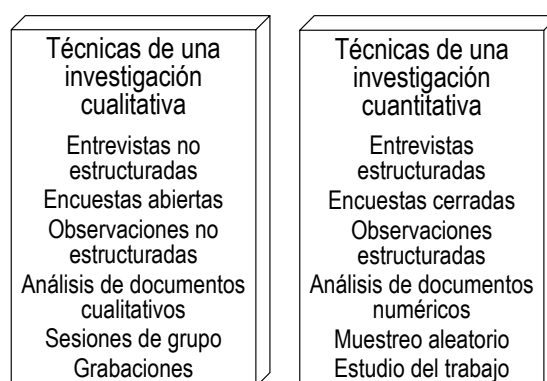 Técnicas de una
investigación
cualitativa
Entrevistas no
estructuradas
Encuestas abiertas
Observaciones no
estructuradas
Análisis de documentos
cualitativos
Sesiones de grupo
Grabaciones
Técnicas de una
investigación
cuantitativa
Entrevistas
estructuradas
Encuestas cerradas
Observaciones
estructuradas
Análisis de documentos
numéricos
Muestreo aleatorio
Estudio del trabajo